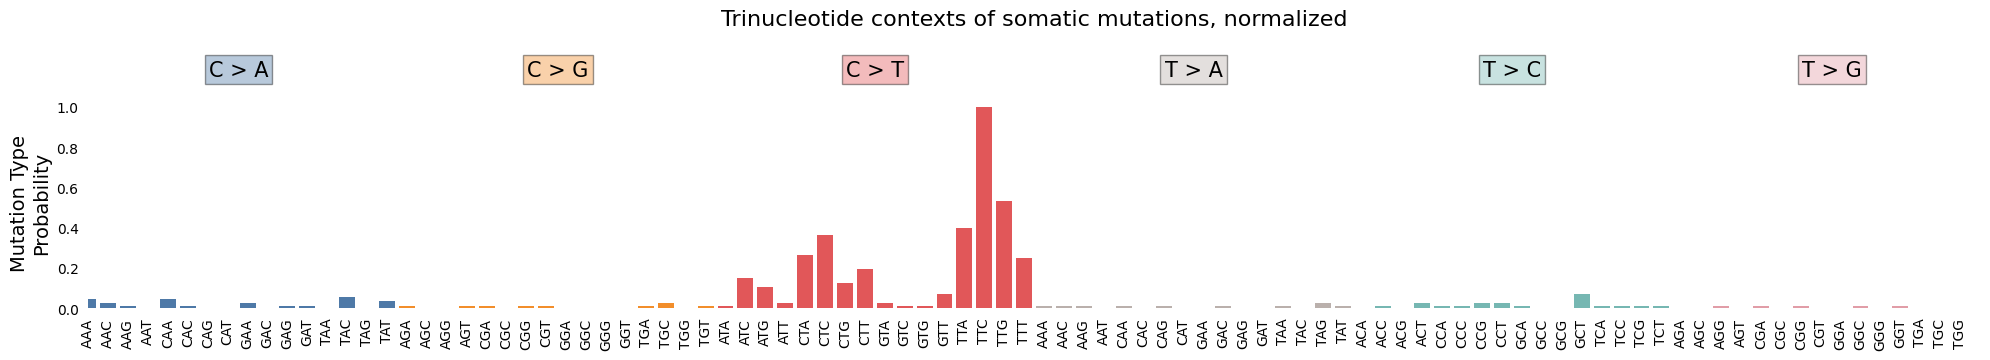 Trinucleotide contexts of somatic mutations, normalized
C > A C > G C > T T > A T > C T > G
Mutation Type
Probability
1.0
0.8
0.6
0.4
0.2
0.0
AAA AAC AAG AAT CAA CAC CAG CAT GAA GAC GAG GAT TAA TAC TAG TAT AGA AGC AGG AGT CGA CGC CGG CGT GGA GGC GGG GGT TGA TGC TGG TGT ATA ATC ATG ATT CTA CTC CTG CTT GTA GTC GTG GTT TTA TTC TTG TTT AAA AAC AAG AAT CAA CAC CAG CAT GAA GAC GAG GAT TAA TAC TAG TAT ACA ACC ACG ACT CCA CCC CCG CCT GCA GCC GCG GCT TCA TCC TCG TCT AGA AGC AGG AGT CGA CGC CGG CGT GGA GGC GGG GGT TGA TGC TGG